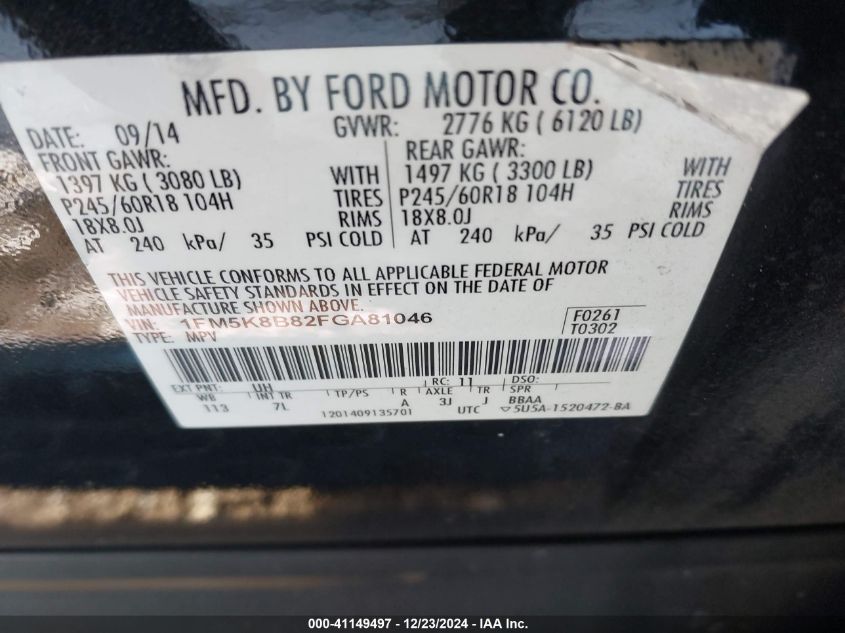 MFD. BY FORD MOTOR CO.
DATE: 09/14 GVWR: 2776 KG ( 6120 LB)
FRONT GAWR: REAR GAWR:
1397 KG ( 3080 LB) WITH 1497 KG ( 3300 LB) WITH
P245/60R18 104H TIRES P245/60R18 104H TIRES
18X8.0J RIMS 18X8.0J RIMS
AT 240 kPa/ 35 PSI COLD AT 240 kPa/ 35 PSI COLD
THIS VEHICLE CONFORMS TO ALL APPLICABLE FEDERAL MOTOR
VEHICLE SAFETY STANDARDS IN EFFECT ON THE DATE OF
MANUFACTURE SHOWN ABOVE.
VIN: 1FM5K8B82FGA81046 F0261
TYPE: MPV T0302
EXT PNT: UH RC: 11 DSO:
WB INT TR TP/PS R AXLE TR SPR
113 7L A 3J J BBAA
1201409135701 UTC ▽5U5A-1520472-BA
000-41149497 - 12/23/2024 - IAA Inc.